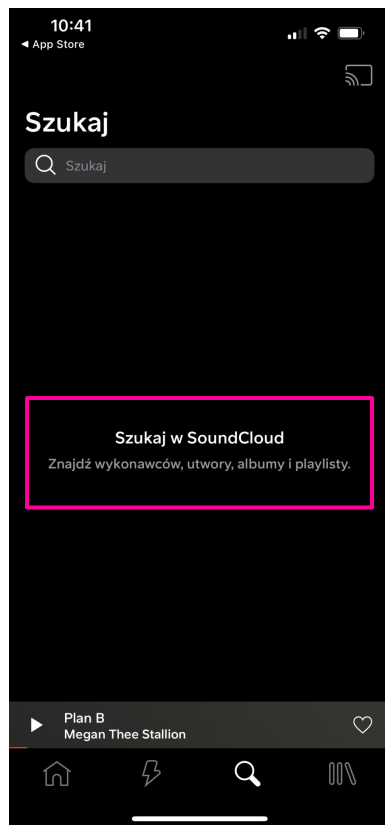 10:41
◀ App Store
Szukaj
Szukaj
Szukaj w SoundCloud
Znajdź wykonawców, utwory, albumy i playlisty.
Plan B
Megan Thee Stallion